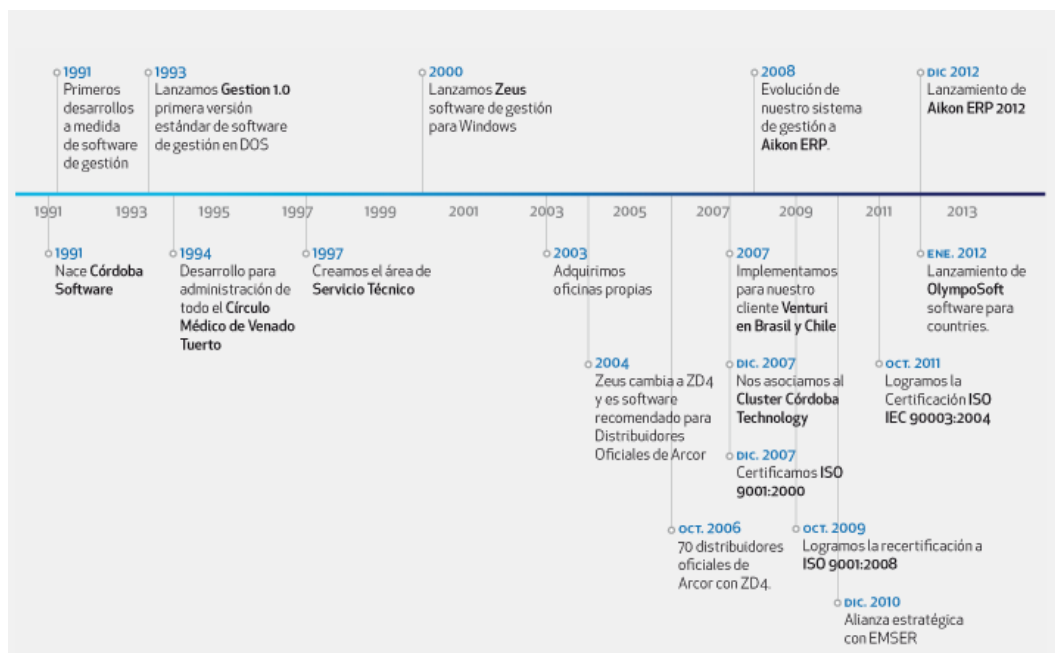 1991
Primeros
desarrollos
a medida
de software
de gestión
1993
Lanzamos Gestion 1.0
primera versión
estándar de software
de gestión en DOS
2000
Lanzamos Zeus
software de gestión
para Windows
2008
Evolución de
nuestro sistema
de gestión a
Aikon ERP.
DIC 2012
Lanzamiento de
Aikon ERP 2012
1991 1993 1995 1997 1999 2001 2003 2005 2007 2009 2011 2013
1991
Nace Córdoba
Software
1994
Desarrollo para
administración de
todo el Círculo
Médico de Venado
Tuerto
1997
Creamos el área de
Servicio Técnico
2003
Adquirimos
oficinas propias
2004
Zeus cambia a ZD4
y es software
recomendado para
Distribuidores
Oficiales de Arcor
OCT. 2006
70 distribuidores
oficiales de
Arcor con ZD4.
2007
Implementamos
para nuestro
cliente Venturi
en Brasil y Chile
DIC. 2007
Nos asociamos al
Cluster Córdoba
Technology
DIC. 2007
Certificamos ISO
9001:2000
OCT. 2009
Logramos la recertificación a
ISO 9001:2008
DIC. 2010
Alianza estratégica
con EMSER
ENE. 2012
Lanzamiento de
OlympoSoft
software para
countries.
OCT. 2011
Logramos la
Certificación ISO
IEC 90003:2004